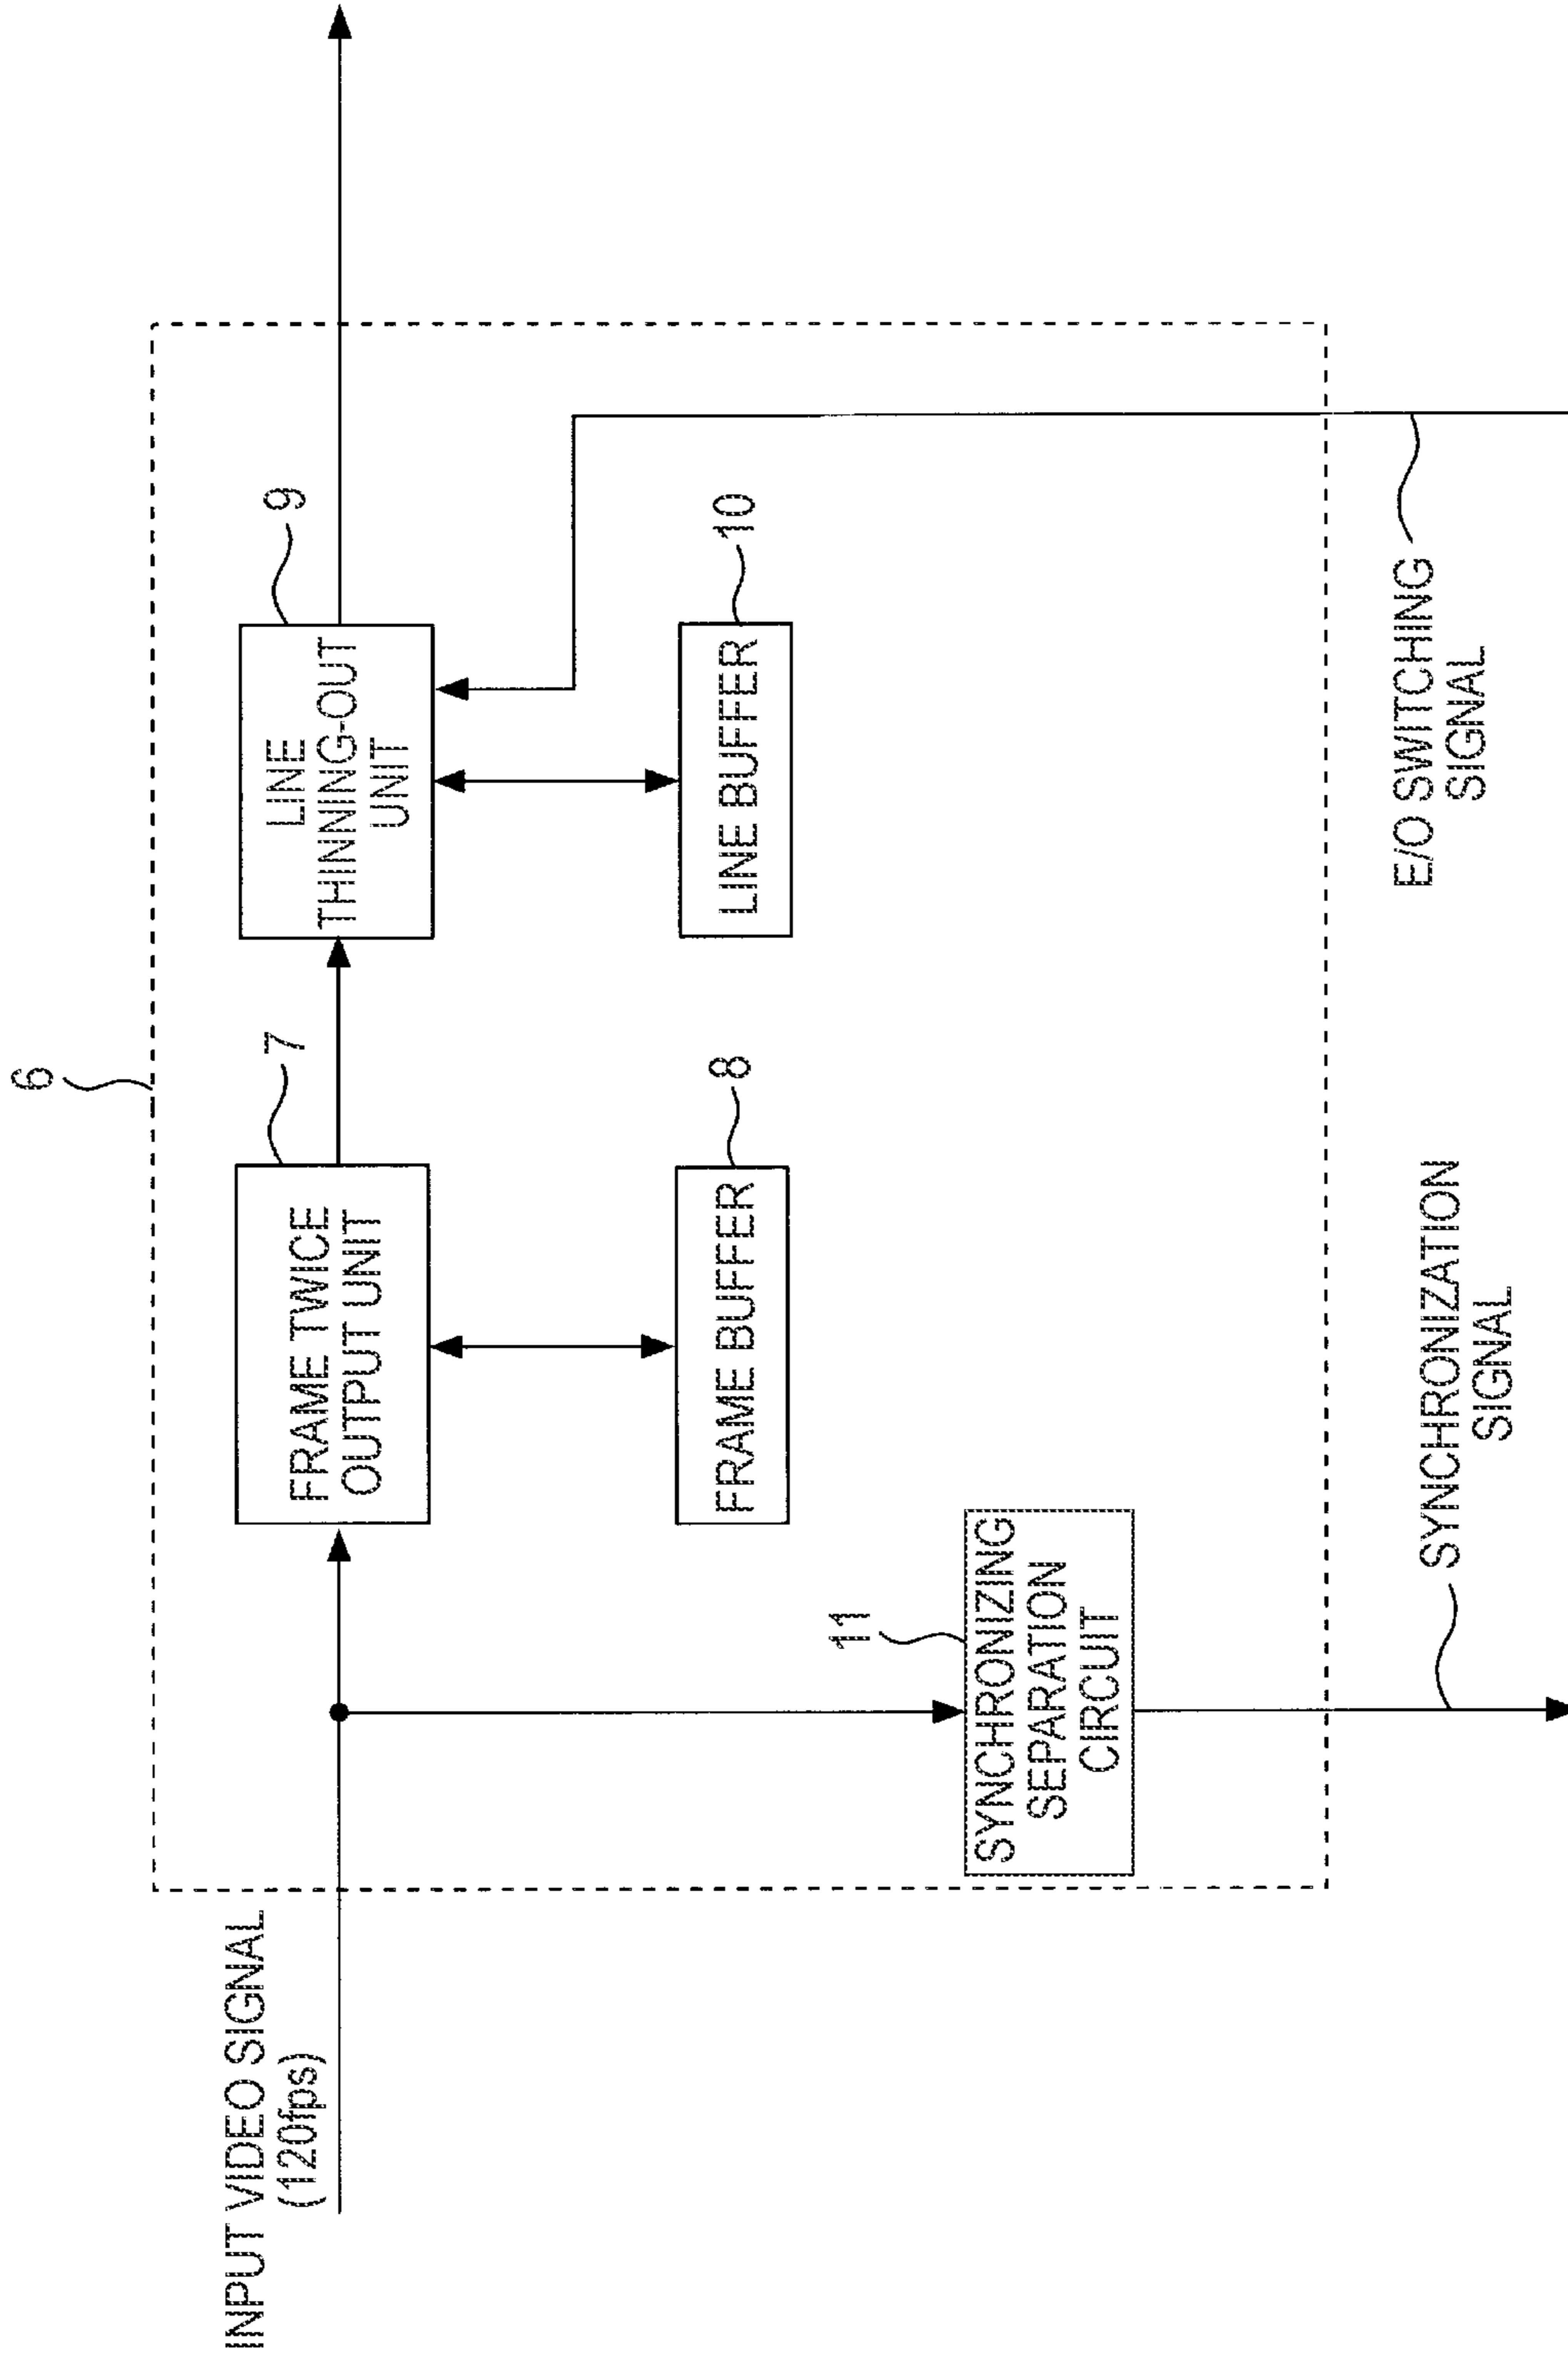 6
INPUT VIDEO SIGNAL
(120fps)
7
FRAME TWICE
OUTPUT UNIT
9
LINE
THINNING-OUT
UNIT
8
FRAME BUFFER
10
LINE BUFFER
11
SYNCHRONIZING
SEPARATION
CIRCUIT
SYNCHRONIZATION
SIGNAL
E/O SWITCHING
SIGNAL